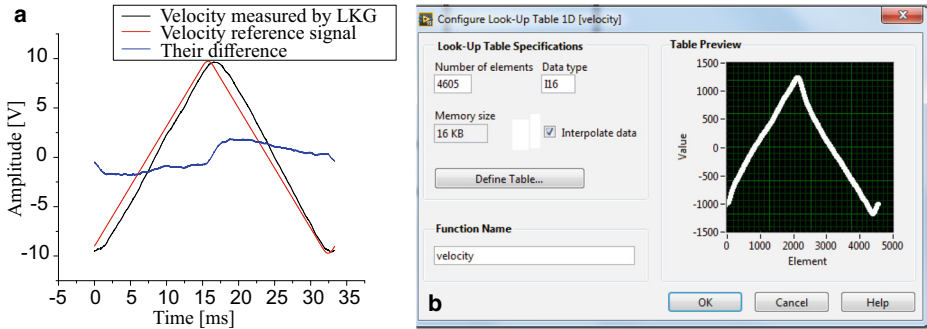 a
Velocity measured by LKG
Velocity reference signal
Their difference
Amplitude [V]
10
5
0
-5
-10
-5 0 5 10 15 20 25 30 35
Time [ms]
Configure Look-Up Table 1D [velocity]
Look-Up Table Specifications
Number of elements Data type
4605 I16
Memory size
16 KB
Interpolate data
Define Table...
Function Name
velocity
b
Table Preview
Value
1500
1000
500
0
-500
-1000
-1500
0 1000 2000 3000 4000 5000
Element
OK Cancel Help